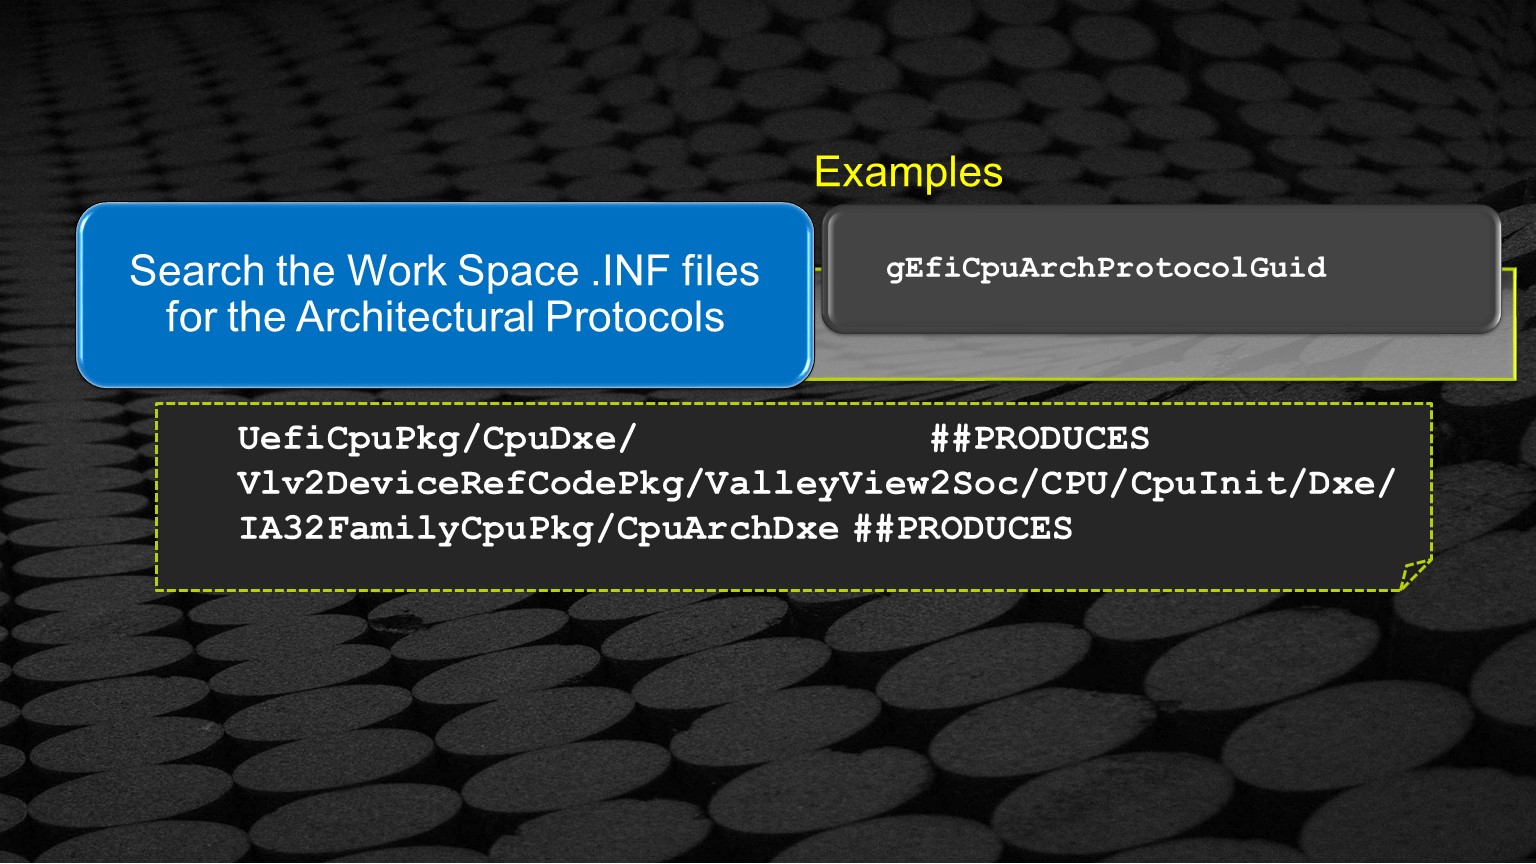 Examples
Search the Work Space .INF files
for the Architectural Protocols
gEfiCpuArchProtocolGuid
UefiCpuPkg/CpuDxe/ ##PRODUCES
Vlv2DeviceRefCodePkg/ValleyView2Soc/CPU/CpuInit/Dxe/
IA32FamilyCpuPkg/CpuArchDxe ##PRODUCES